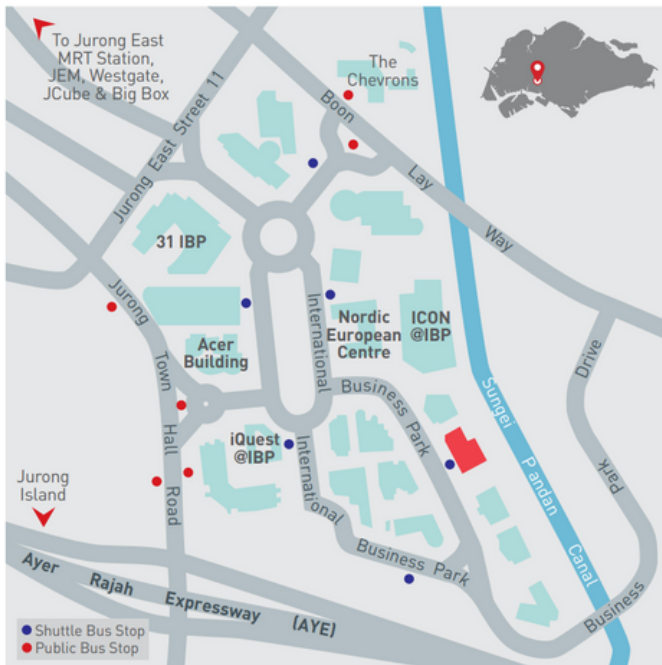 To Jurong East
MRT Station,
JEM, Westgate,
JCube & Big Box
Jurong East Street 11
The
Chevrons
Boon
Lay
Way
31 IBP
Jurong
Town
Hall
Road
Acer
Building
International
Nordic
European
Centre
ICON
@IBP
Business Park
iQuest
@IBP
International
Business Park
Sungei
Pandan
Canal
Drive
Park
Business
Jurong
Island
Ayer Rajah Expressway (AYE)
Shuttle Bus Stop
Public Bus Stop